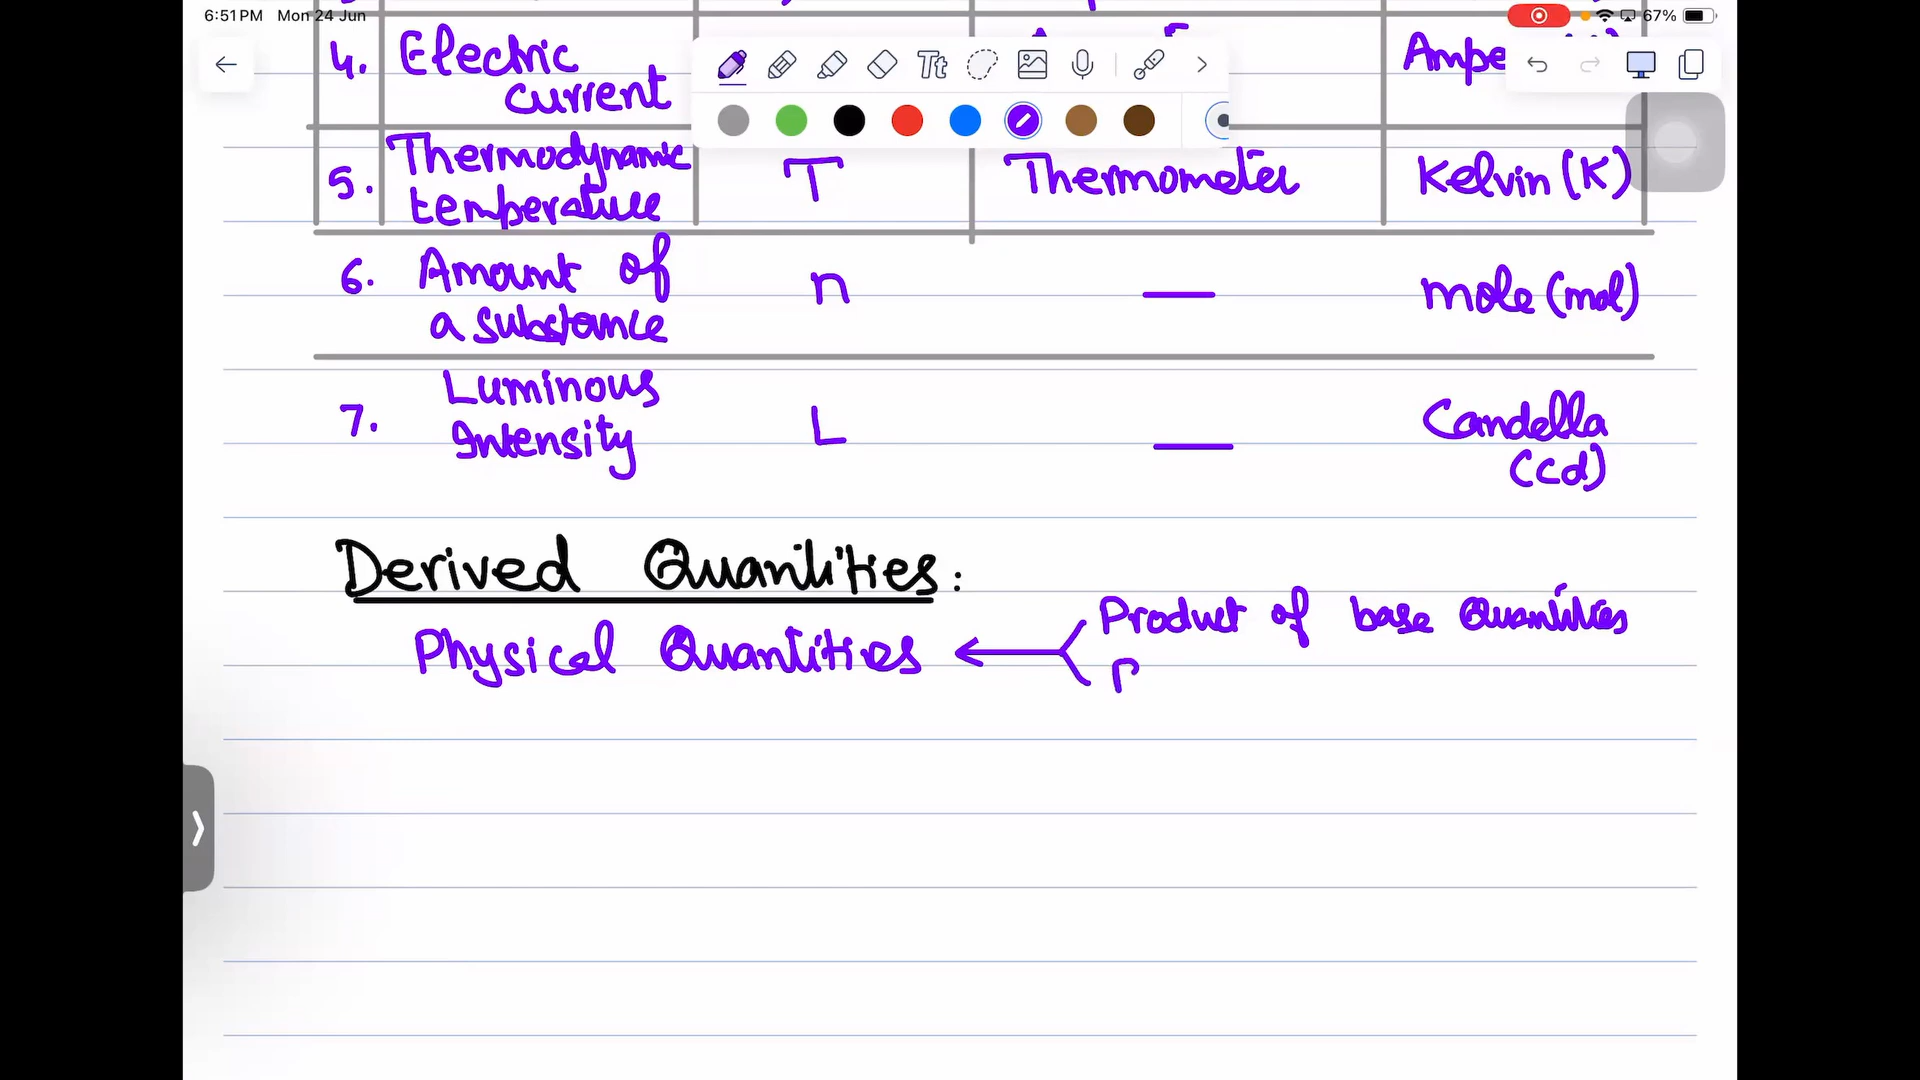 6:51 PM Mon 24 Jun
67%
Tt
4. Electric
current
Ampe
5. Thermodynamic
temperature
T
Thermometer
Kelvin (K)
6. Amount of
a substance
n
—
mole (mol)
7. Luminous
Intensity
L
—
Candella
(cd)
Derived Quantities:
Physical Quantities
Product of base Quantities